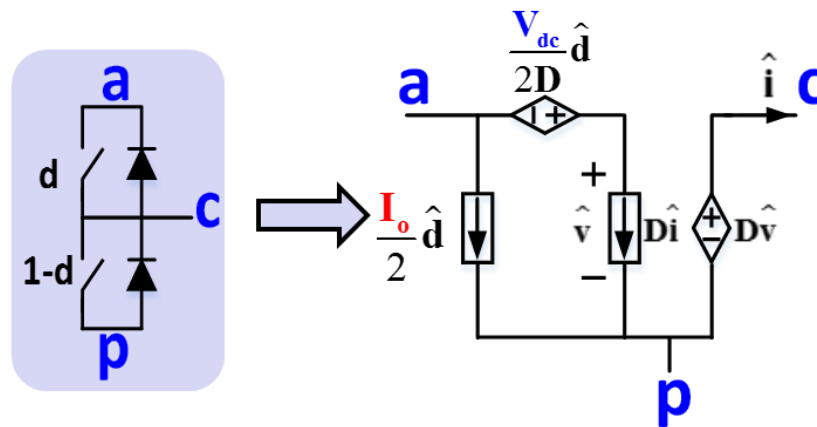 a
d
c
1-d
p
V_dc/2D d̂
a
î
c
I_o/2 d̂
+
v̂
−
Dî
Dv̂
p